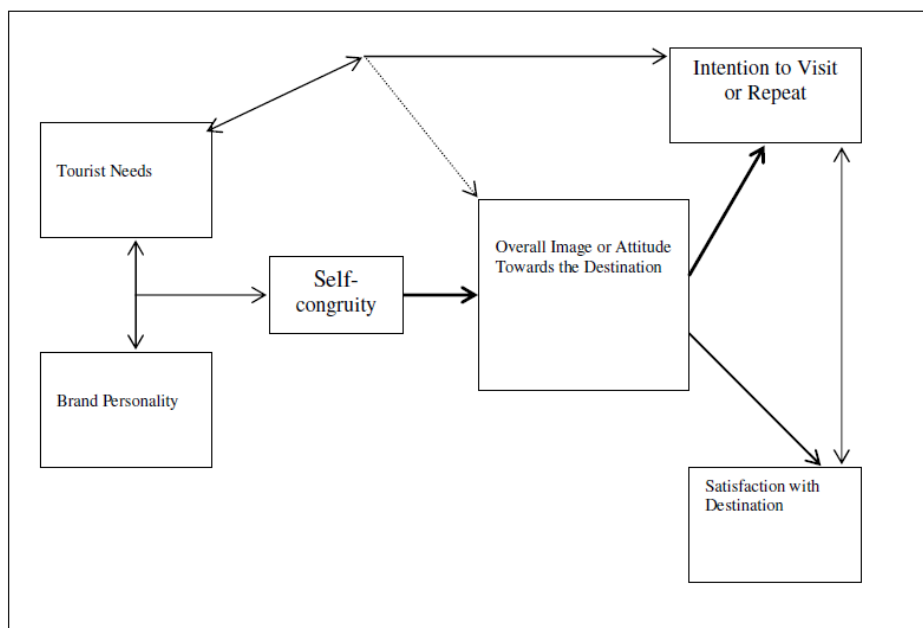 Intention to Visit
or Repeat
Tourist Needs
Overall Image or Attitude
Towards the Destination
Self-
congruity
Brand Personality
Satisfaction with
Destination